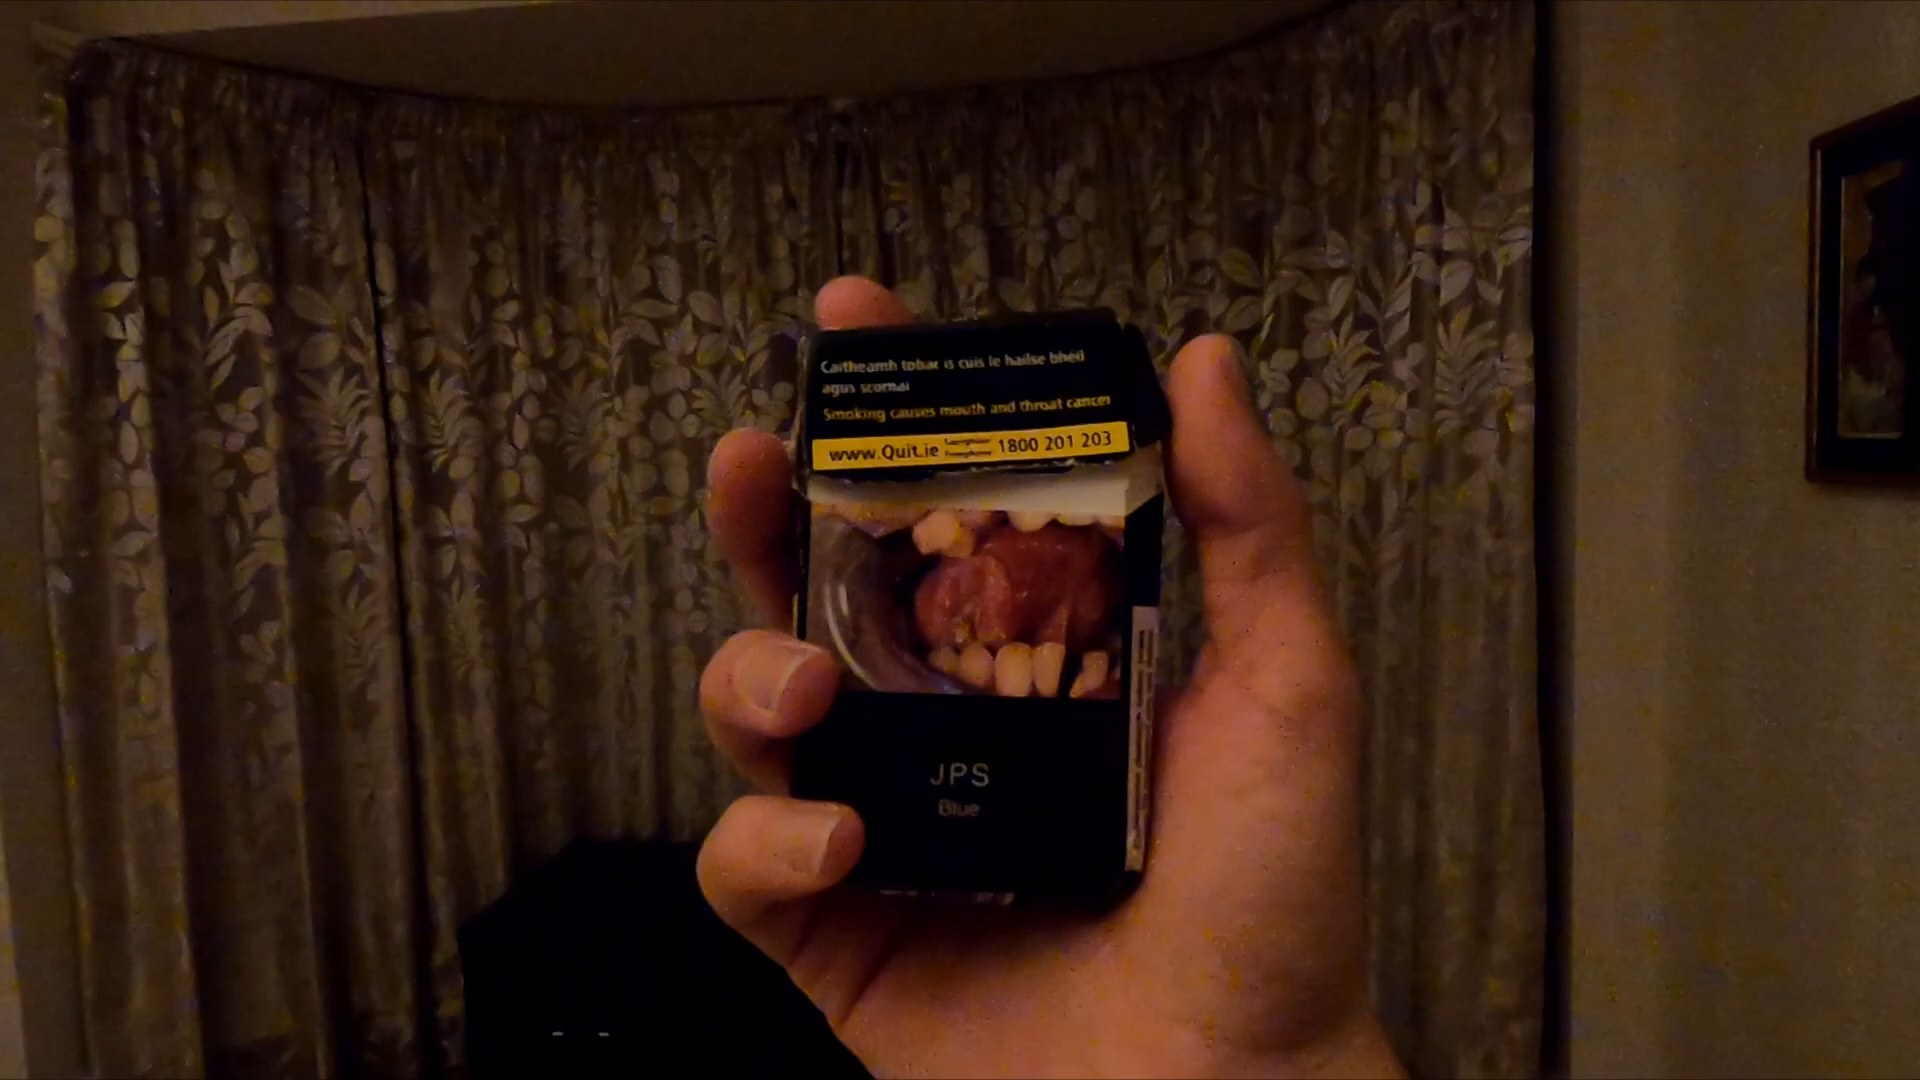 Caitheamh tobac is cúis le hailse bhéil
agus scornaí
Smoking causes mouth and throat cancer
www.Quit.ie 1800 201 203
JPS
Blue